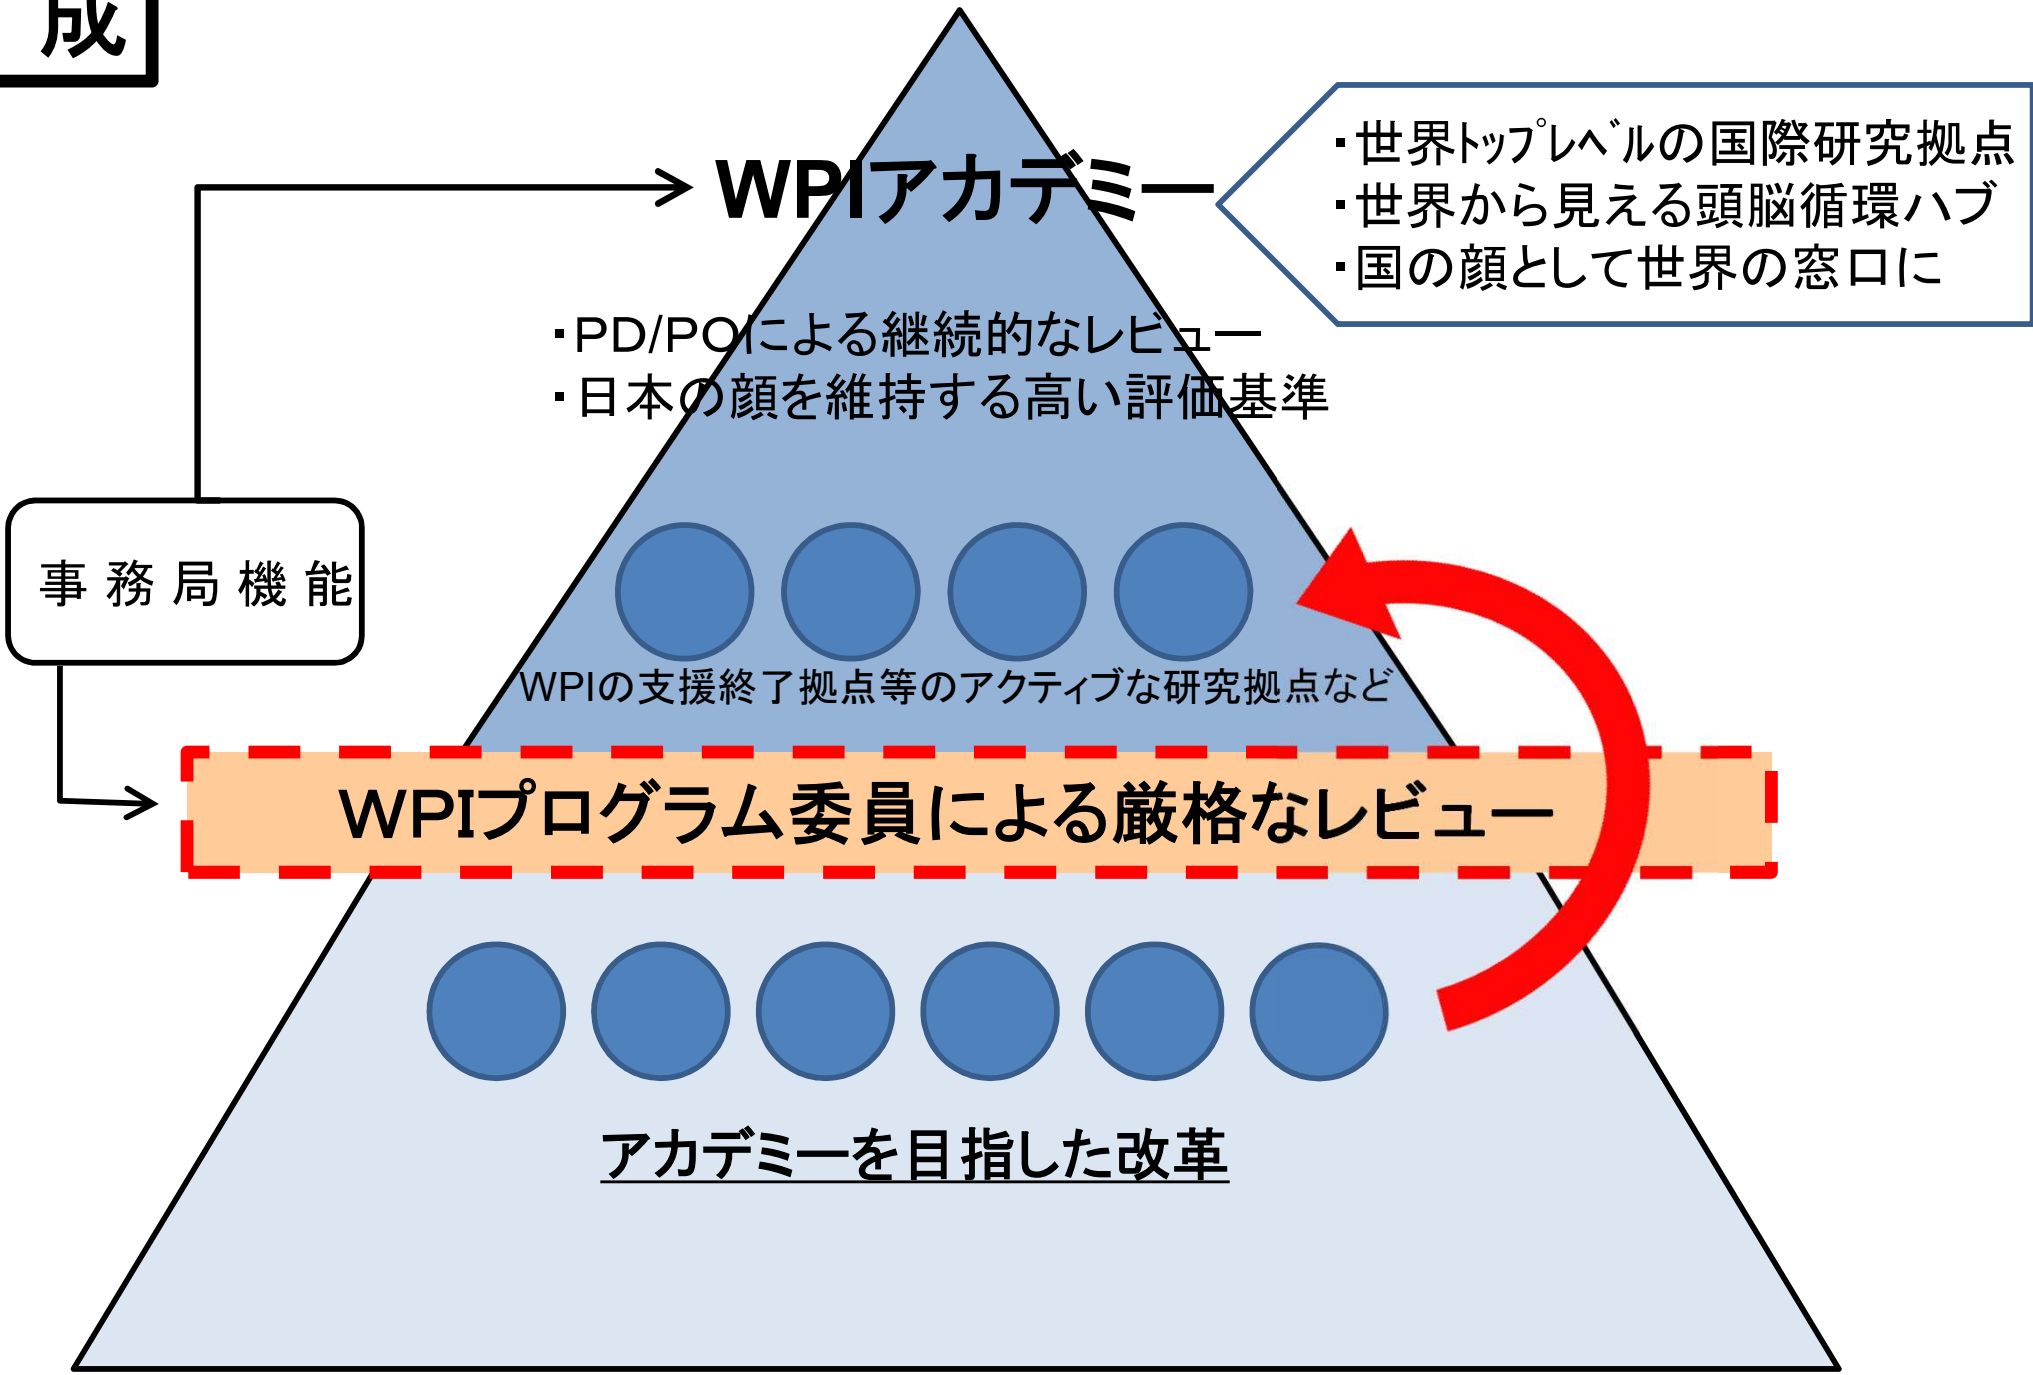 成
WPIアカデミー
・世界ﾄｯﾌﾟﾚﾍﾞﾙの国際研究拠点
・世界から見える頭脳循環ハブ
・国の顔として世界の窓口に
・PD/POによる継続的なレビュー
・日本の顔を維持する高い評価基準
事務局機能
WPIの支援終了拠点等のアクティブな研究拠点など
WPIプログラム委員による厳格なレビュー
アカデミーを目指した改革